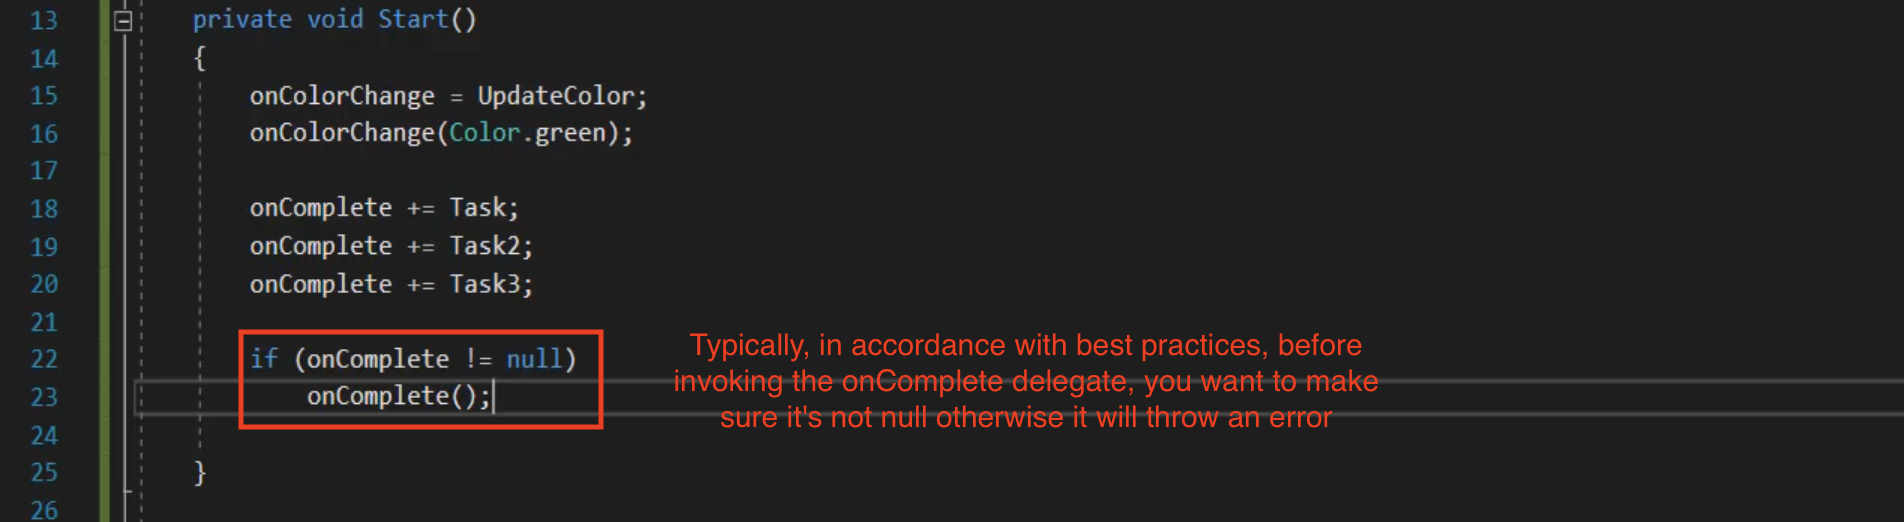 13 private void Start()
14 {
15 onColorChange = UpdateColor;
16 onColorChange(Color.green);
17
18 onComplete += Task;
19 onComplete += Task2;
20 onComplete += Task3;
21
22 if (onComplete != null)
23 onComplete();
24
25 }
26
Typically, in accordance with best practices, before
invoking the onComplete delegate, you want to make
sure it's not null otherwise it will throw an error